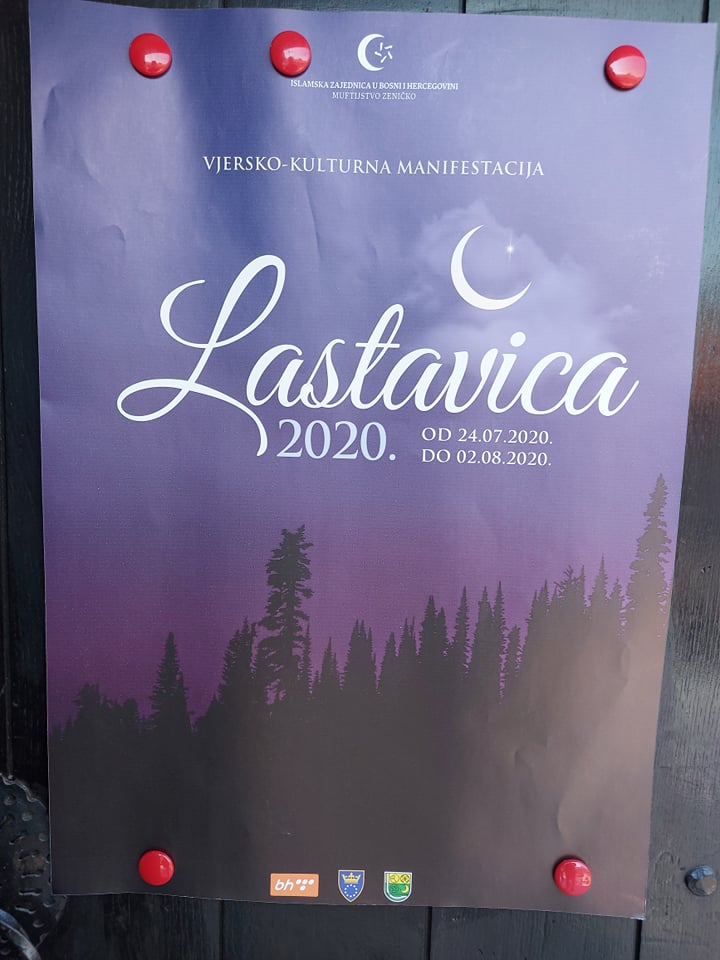 ISLAMSKA ZAJEDNICA U BOSNI I HERCEGOVINI
MUFTIJSTVO ZENIČKO
VJERSKO-KULTURNA MANIFESTACIJA
Lastavica
2020.
OD 24.07.2020.
DO 02.08.2020.
bh